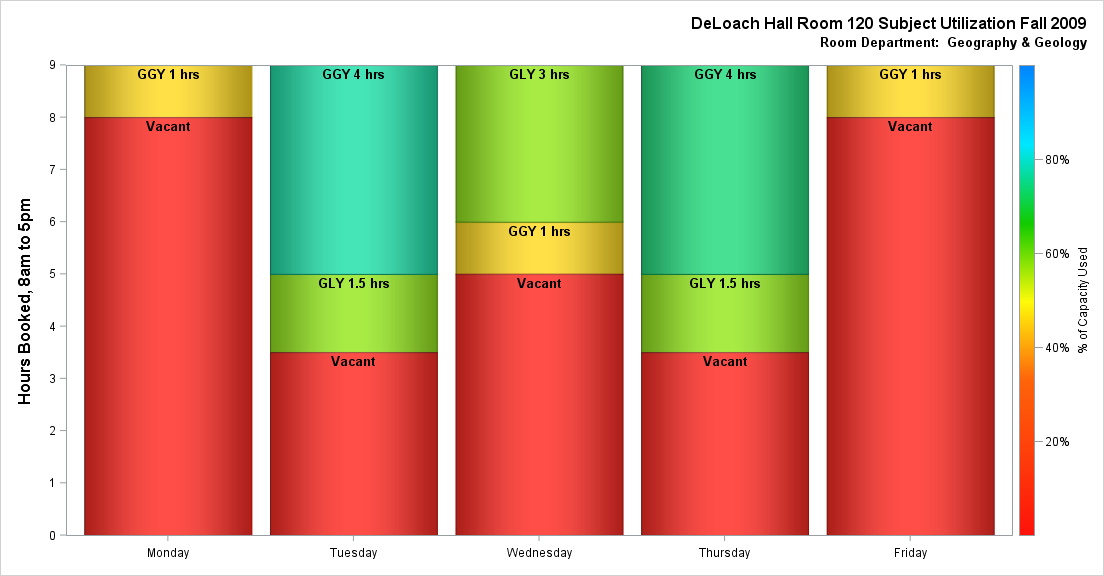 DeLoach Hall Room 120 Subject Utilization Fall 2009
Room Department:  Geography & Geology
Hours Booked, 8am to 5pm
9
8
7
6
5
4
3
2
1
0
GGY 1 hrs
Vacant
GGY 4 hrs
GLY 1.5 hrs
Vacant
GLY 3 hrs
GGY 1 hrs
Vacant
GGY 4 hrs
GLY 1.5 hrs
Vacant
GGY 1 hrs
Vacant
Monday
Tuesday
Wednesday
Thursday
Friday
80%
60%
40%
20%
% of Capacity Used